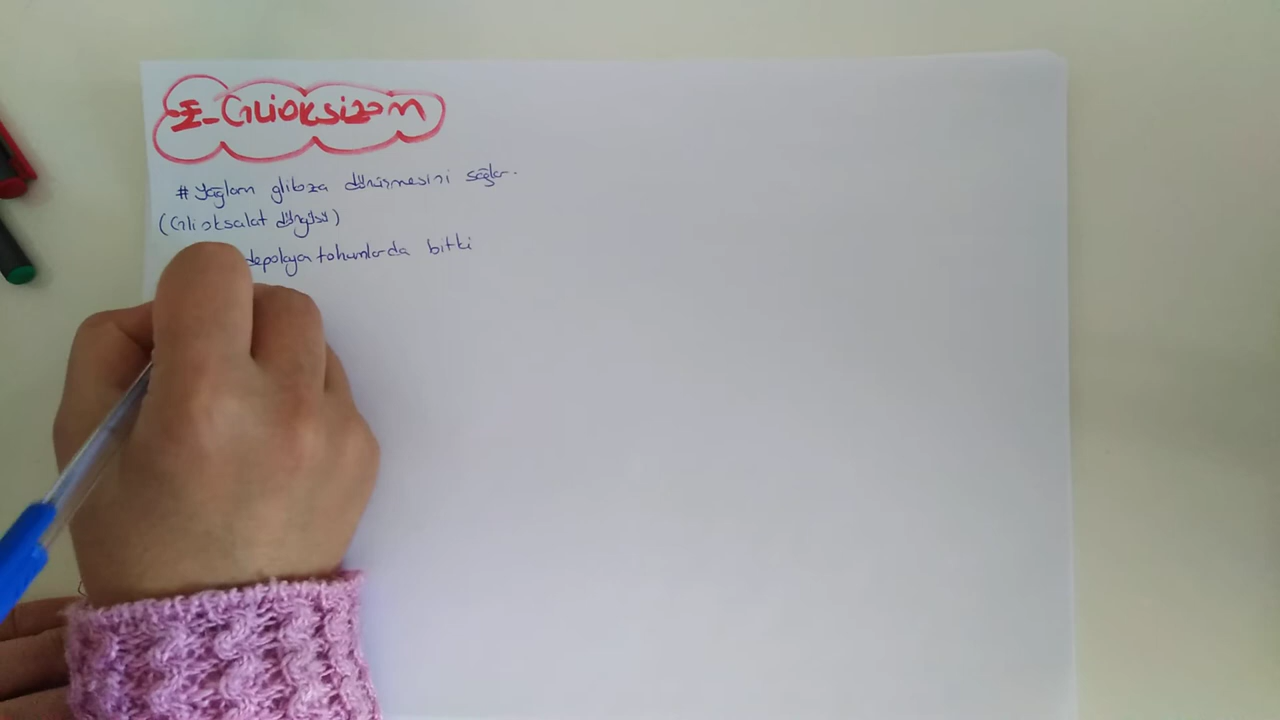 I- Glioksizom
# Yağların glikoza dönüşmesini sağlar.
(Glioksalat döngüsü)
depolayan tohumlarda bitki